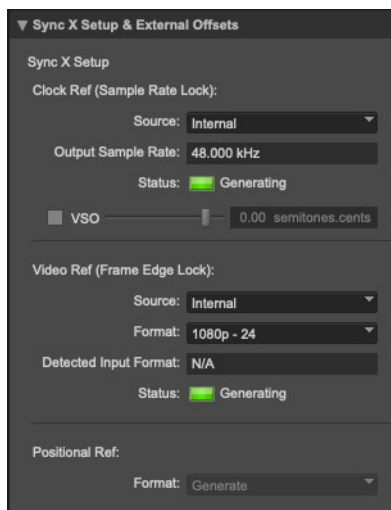 Sync X Setup & External Offsets
Sync X Setup
Clock Ref (Sample Rate Lock):
Source: Internal
Output Sample Rate: 48.000 kHz
Status: Generating
VSO 0.00 semitones.cents
Video Ref (Frame Edge Lock):
Source: Internal
Format: 1080p - 24
Detected Input Format: N/A
Status: Generating
Positional Ref:
Format: Generate